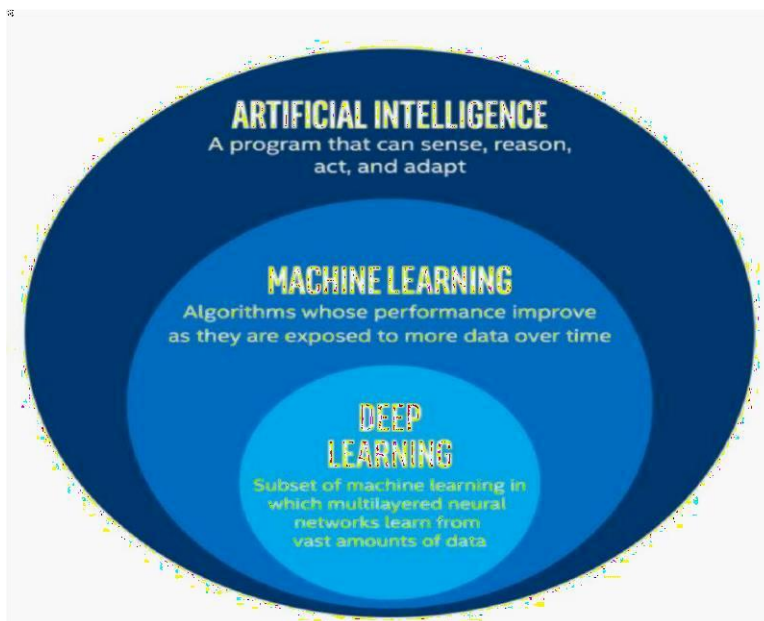 ARTIFICIAL INTELLIGENCE
A program that can sense, reason,
act, and adapt
MACHINE LEARNING
Algorithms whose performance improve
as they are exposed to more data over time
DEEP
LEARNING
Subset of machine learning in
which multilayered neural
networks learn from
vast amounts of data